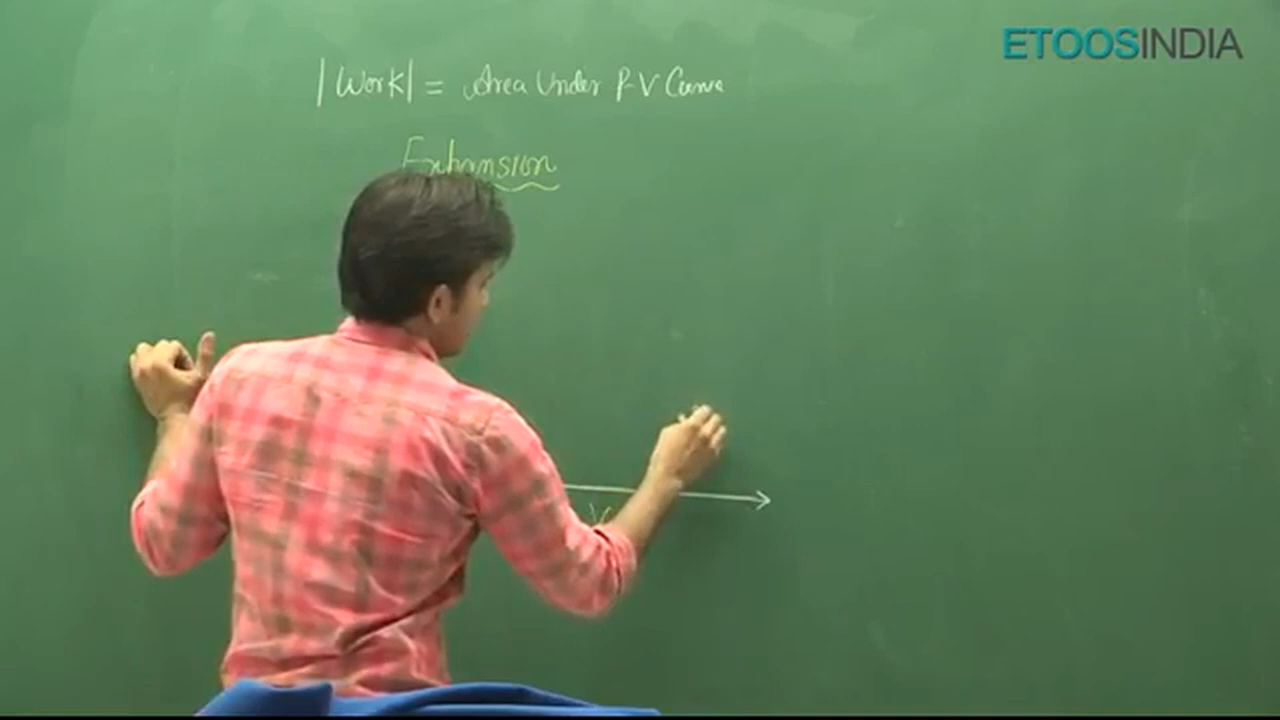 ETOOSINDIA
|Work| = Area Under P-V Curve
Expansion
V